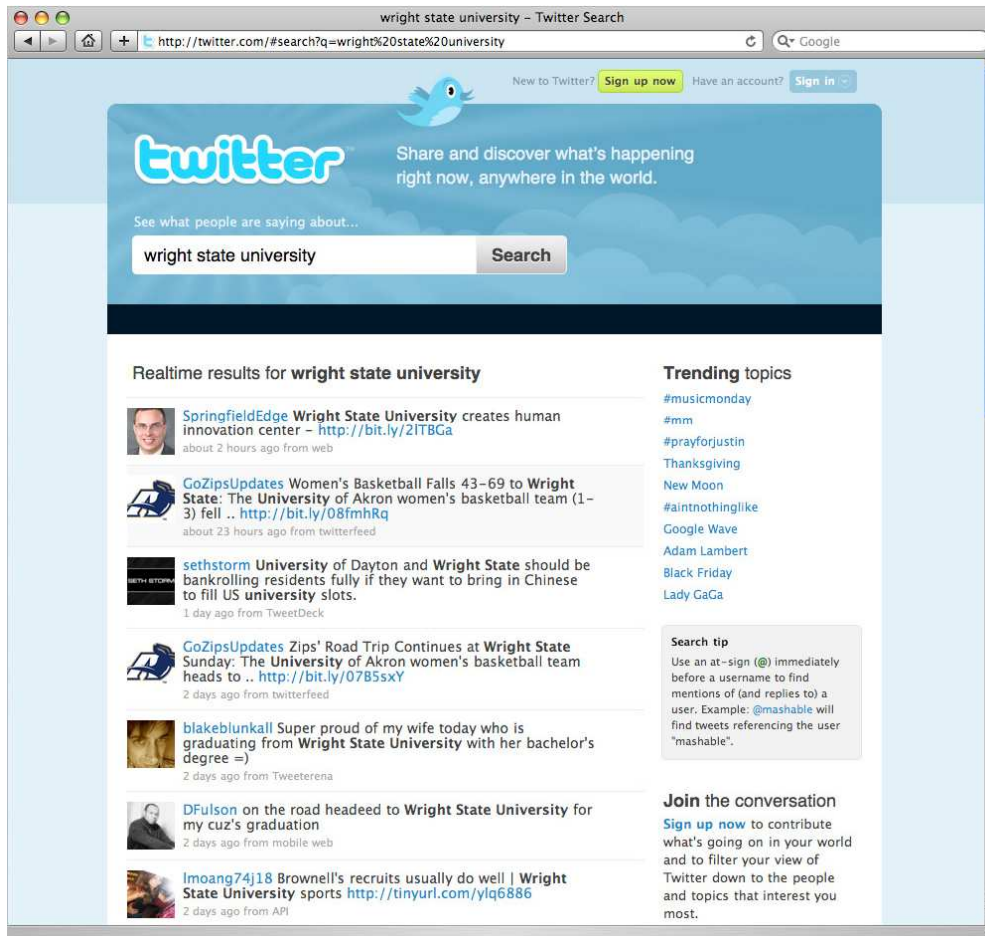 wright state university – Twitter Search
http://twitter.com/#search?q=wright%20state%20university
Google
New to Twitter? Sign up now Have an account? Sign in
twitter
Share and discover what's happening
right now, anywhere in the world.
See what people are saying about...
wright state university
Search
Realtime results for wright state university
SpringfieldEdge Wright State University creates human
innovation center – http://bit.ly/2lTBGa
about 2 hours ago from web
GoZipsUpdates Women's Basketball Falls 43-69 to Wright
State: The University of Akron women's basketball team (1-
3) fell .. http://bit.ly/08fmhRq
about 23 hours ago from twitterfeed
SETH STORM
sethstorm University of Dayton and Wright State should be
bankrolling residents fully if they want to bring in Chinese
to fill US university slots.
1 day ago from TweetDeck
GoZipsUpdates Zips' Road Trip Continues at Wright State
Sunday: The University of Akron women's basketball team
heads to .. http://bit.ly/07B5sxY
2 days ago from twitterfeed
blakeblunkall Super proud of my wife today who is
graduating from Wright State University with her bachelor's
degree =)
2 days ago from Tweeterena
DFulson on the road headeed to Wright State University for
my cuz's graduation
2 days ago from mobile web
lmoang74j18 Brownell's recruits usually do well | Wright
State University sports http://tinyurl.com/ylq6886
2 days ago from API
Trending topics
#musicmonday
#mm
#prayforjustin
Thanksgiving
New Moon
#aintnothinglike
Google Wave
Adam Lambert
Black Friday
Lady GaGa
Search tip
Use an at-sign (@) immediately
before a username to find
mentions of (and replies to) a
user. Example: @mashable will
find tweets referencing the user
"mashable".
Join the conversation
Sign up now to contribute
what's going on in your world
and to filter your view of
Twitter down to the people
and topics that interest you
most.